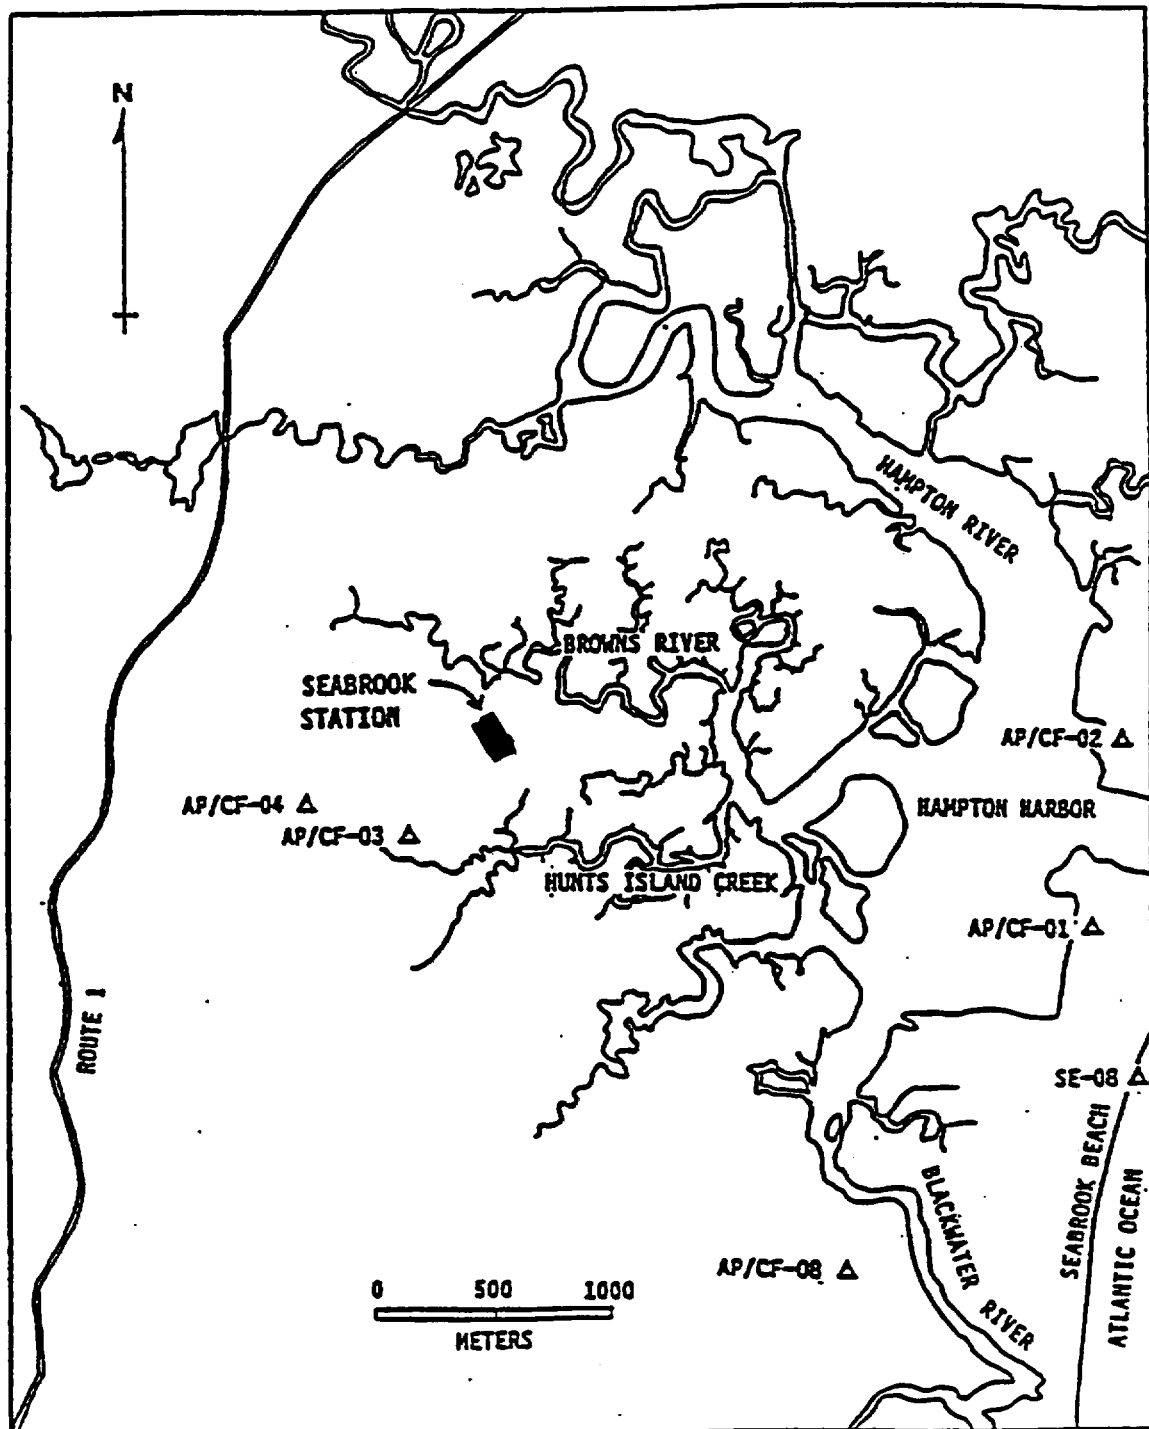 N
HAMPTON RIVER
BROWNS RIVER
SEABROOK
STATION
AP/CF-02
AP/CF-04
HAMPTON HARBOR
AP/CF-03
HUNTS ISLAND CREEK
AP/CF-01
ROUTE 1
SE-08
SEABROOK BEACH
ATLANTIC OCEAN
BLACKWATER RIVER
AP/CF-08
0 500 1000
METERS